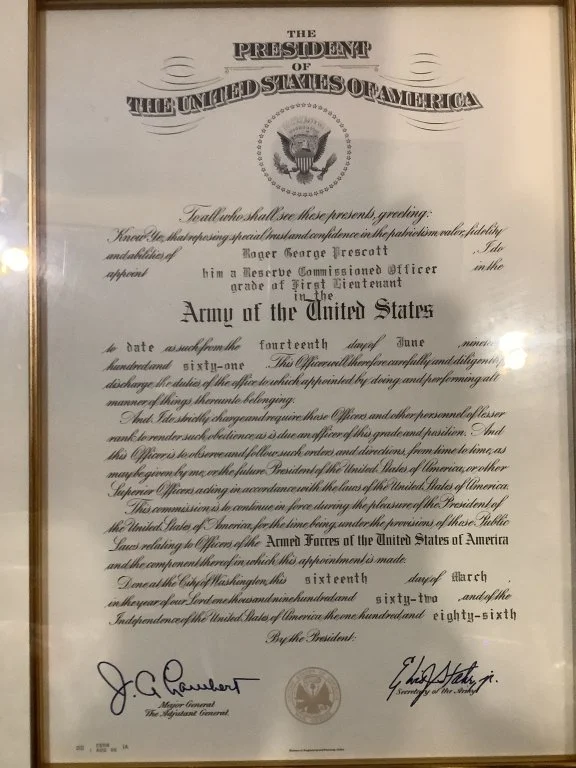 THE
PRESIDENT
OF
THE UNITED STATES OF AMERICA
To all who shall see these presents, greeting:
Know Ye, that reposing special trust and confidence in the patriotism, valor, fidelity
and abilities of Roger George Prescott , I do
appoint him a Reserve Commissioned Officer in the
grade of First Lieutenant
in the
Army of the United States
to date as such from the fourteenth day of June , nineteen
hundred and sixty-one . This Officer will therefore carefully and diligently
discharge the duties of the office to which appointed by doing and performing all
manner of things thereunto belonging.
And I do strictly charge and require those Officers and other personnel of lesser
rank to render such obedience as is due an officer of this grade and position. And
this Officer is to observe and follow such orders and directions, from time to time, as
may be given by me, or the future President of the United States of America, or other
Superior Officers acting in accordance with the laws of the United States of America.
This commission is to continue in force during the pleasure of the President of
the United States of America, for the time being, under the provisions of those Public
Laws relating to Officers of the Armed Forces of the United States of America
and the component thereof in which this appointment is made.
Done at the City of Washington, this sixteenth day of March ,
in the year of our Lord one thousand nine hundred and sixty-two and of the
Independence of the United States of America the one hundred and eighty-sixth
By the President:
J. G. Lambert
Major General
The Adjutant General.
Elvis J. Stahr, Jr.
Secretary of the Army